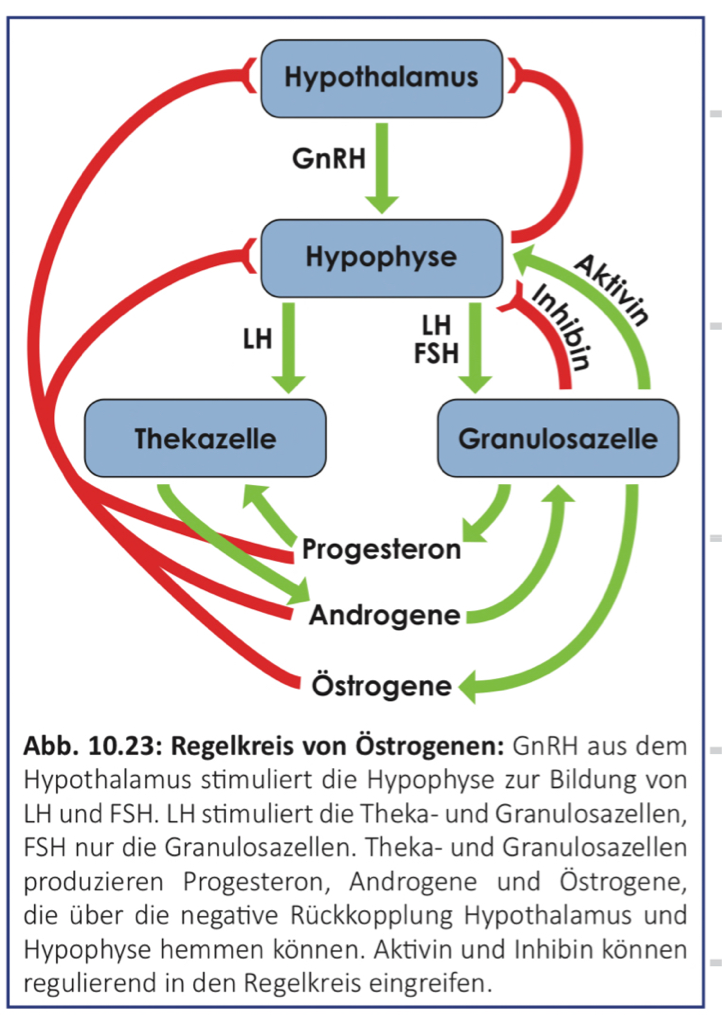 Hypothalamus
GnRH
Hypophyse
Aktivin
Inhibin
LH
LH
FSH
Thekazelle
Granulosazelle
Progesteron
Androgene
Östrogene
Abb. 10.23: Regelkreis von Östrogenen: GnRH aus dem
Hypothalamus stimuliert die Hypophyse zur Bildung von
LH und FSH. LH stimuliert die Theka- und Granulosazellen,
FSH nur die Granulosazellen. Theka- und Granulosazellen
produzieren Progesteron, Androgene und Östrogene,
die über die negative Rückkopplung Hypothalamus und
Hypophyse hemmen können. Aktivin und Inhibin können
regulierend in den Regelkreis eingreifen.